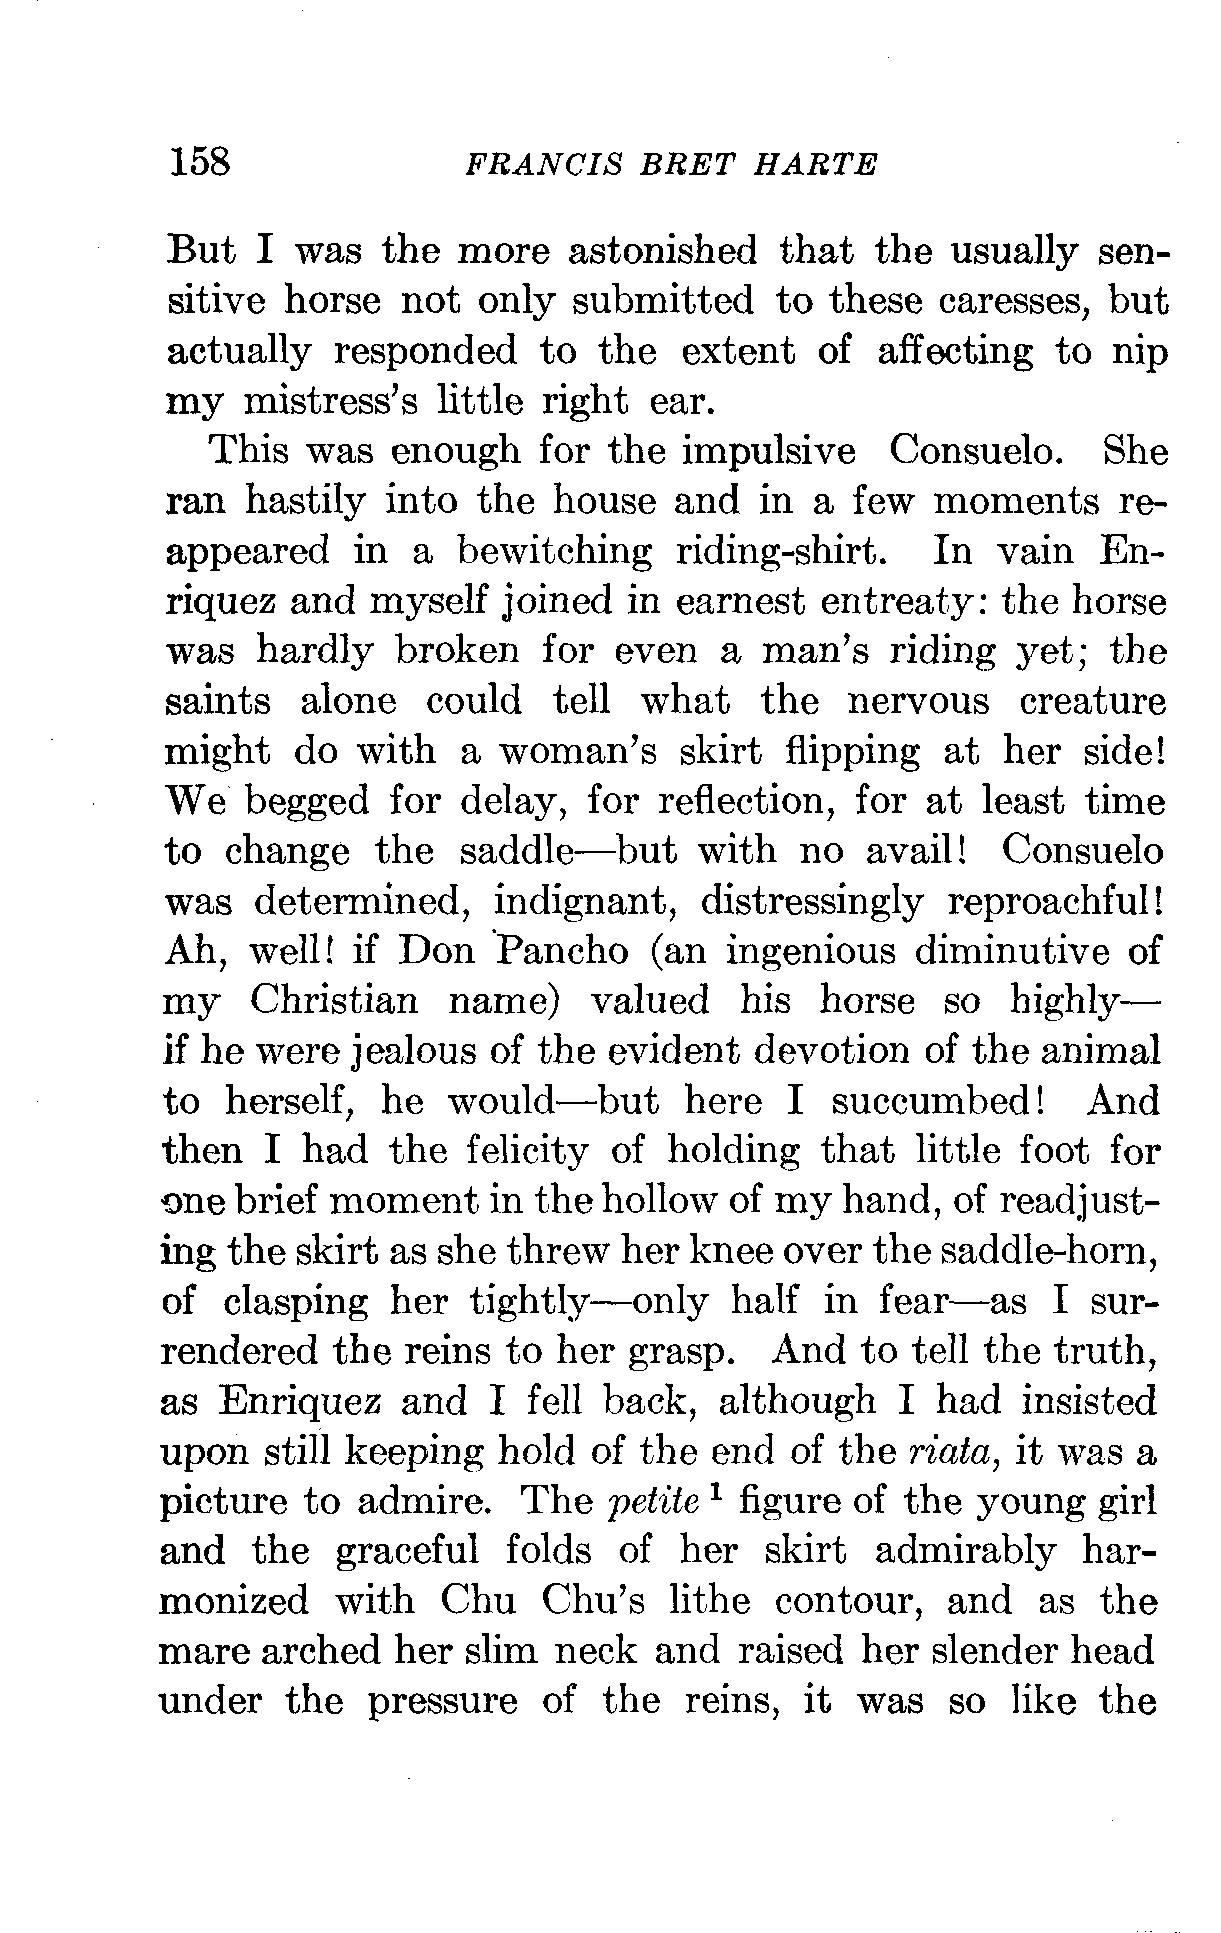 158 FRANCIS BRET HARTE
But I was the more astonished that the usually sen-
sitive horse not only submitted to these caresses, but
actually responded to the extent of affecting to nip
my mistress's little right ear.
This was enough for the impulsive Consuelo. She
ran hastily into the house and in a few moments re-
appeared in a bewitching riding-shirt. In vain En-
riquez and myself joined in earnest entreaty: the horse
was hardly broken for even a man's riding yet; the
saints alone could tell what the nervous creature
might do with a woman's skirt flipping at her side!
We begged for delay, for reflection, for at least time
to change the saddle—but with no avail! Consuelo
was determined, indignant, distressingly reproachful!
Ah, well! if Don Pancho (an ingenious diminutive of
my Christian name) valued his horse so highly—
if he were jealous of the evident devotion of the animal
to herself, he would—but here I succumbed! And
then I had the felicity of holding that little foot for
one brief moment in the hollow of my hand, of readjust-
ing the skirt as she threw her knee over the saddle-horn,
of clasping her tightly—only half in fear—as I sur-
rendered the reins to her grasp. And to tell the truth,
as Enriquez and I fell back, although I had insisted
upon still keeping hold of the end of the riata, it was a
picture to admire. The petite ¹ figure of the young girl
and the graceful folds of her skirt admirably har-
monized with Chu Chu's lithe contour, and as the
mare arched her slim neck and raised her slender head
under the pressure of the reins, it was so like the